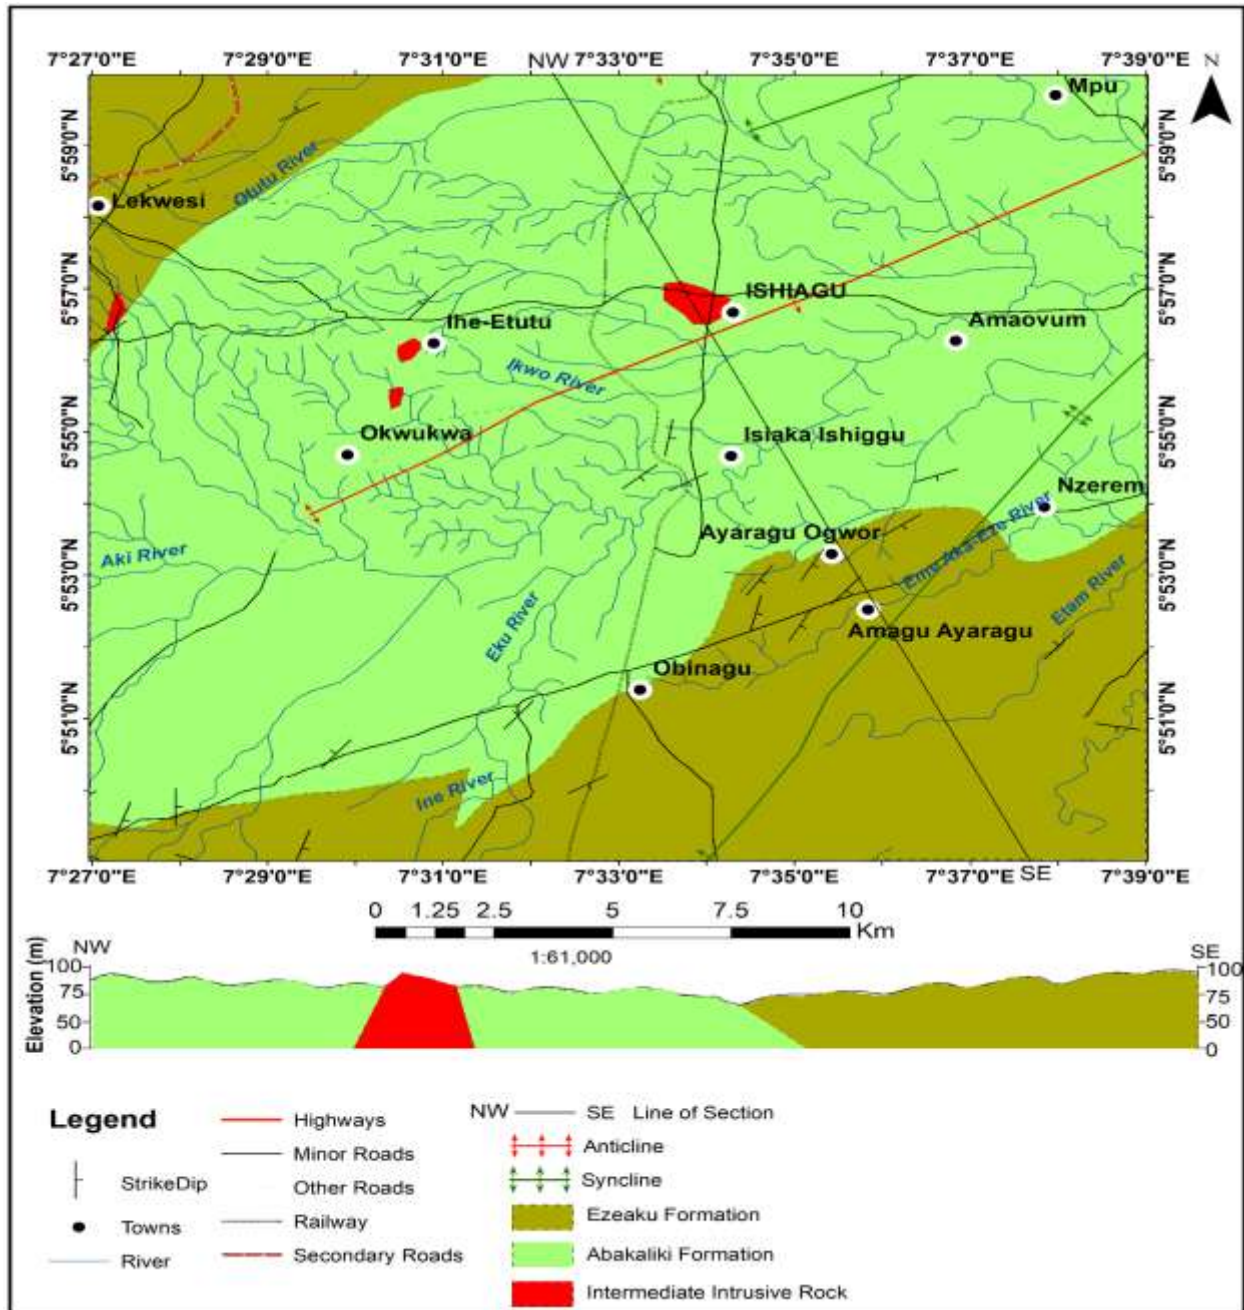 7°27'0"E 7°29'0"E 7°31'0"E NW 7°33'0"E 7°35'0"E 7°37'0"E 7°39'0"E
N
Mpu
5°59'0"N 5°59'0"N
Otutu River
Lekwesi
5°57'0"N 5°57'0"N
ISHIAGU
Ihe-Etutu Amaovum
Ikwo River
5°55'0"N 5°55'0"N
Okwukwa Isiaka Ishiggu
Nzerem
Ayaragu Ogwor
Aki River
5°53'0"N 5°53'0"N
Etam River
Amagu Ayaragu
Eku River
Obinagu
5°51'0"N 5°51'0"N
Ine River
7°27'0"E 7°29'0"E 7°31'0"E 7°33'0"E 7°35'0"E 7°37'0"E SE 7°39'0"E
0 1.25 2.5 5 7.5 10
Km
1:61,000
NW SE
Elevation (m)
100 100
75 75
50 50
0 0
Legend
StrikeDip
Towns
River
Highways
Minor Roads
Other Roads
Railway
Secondary Roads
NW SE Line of Section
Anticline
Syncline
Ezeaku Formation
Abakaliki Formation
Intermediate Intrusive Rock